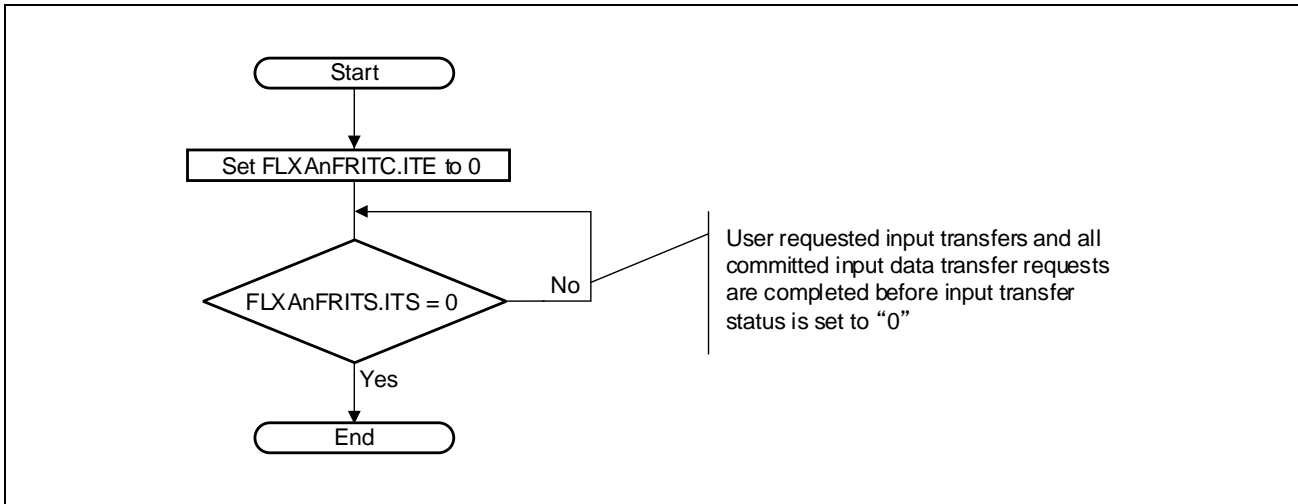 Start
Set FLXAnFRITC.ITE to 0
FLXAnFRITS.ITS = 0
No
Yes
End
User requested input transfers and all
committed input data transfer requests
are completed before input transfer
status is set to “0”